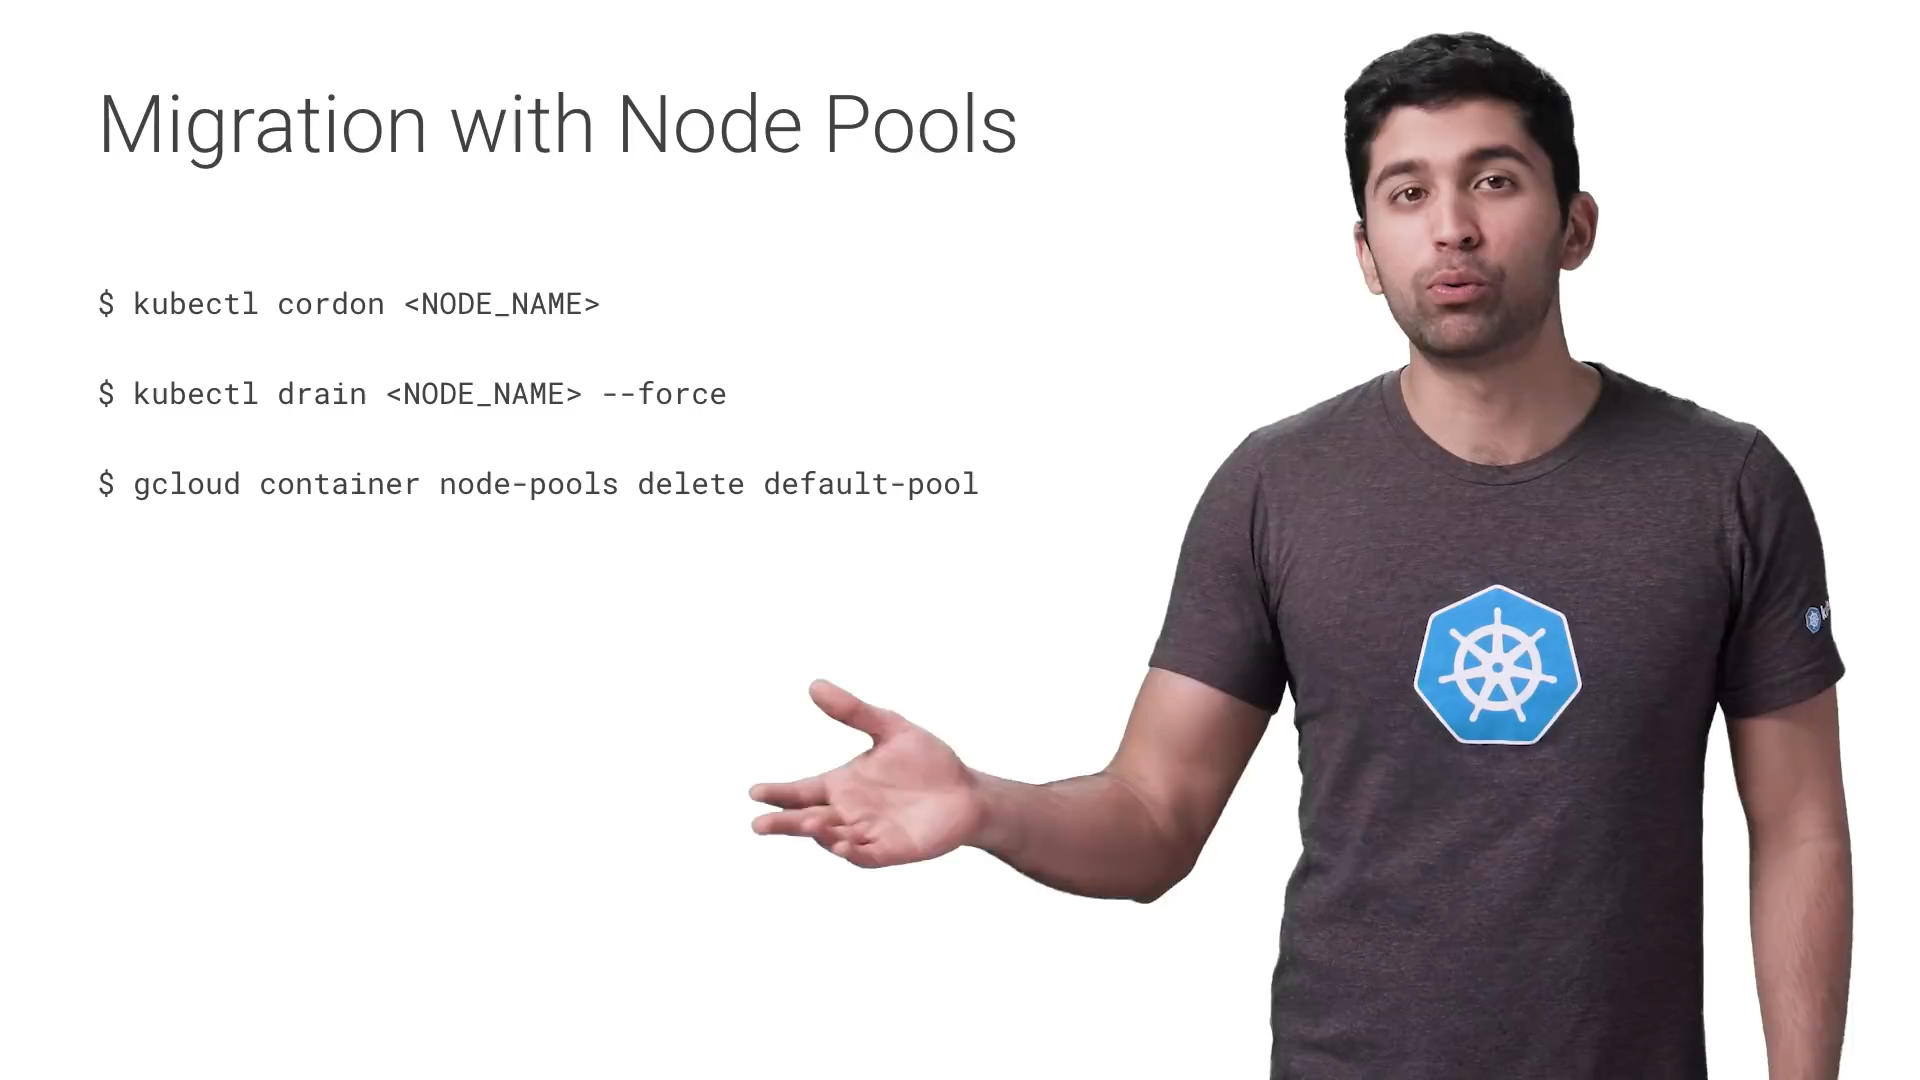 Migration with Node Pools
$ kubectl cordon <NODE_NAME>
$ kubectl drain <NODE_NAME> --force
$ gcloud container node-pools delete default-pool